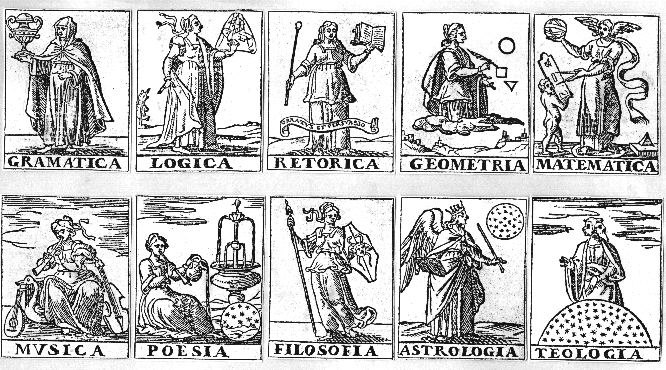 GRAMATICA
LOGICA
RETORICA
GEOMETRIA
MATEMATICA
MVSICA
POESIA
FILOSOFIA
ASTROLOGIA
TEOLOGIA